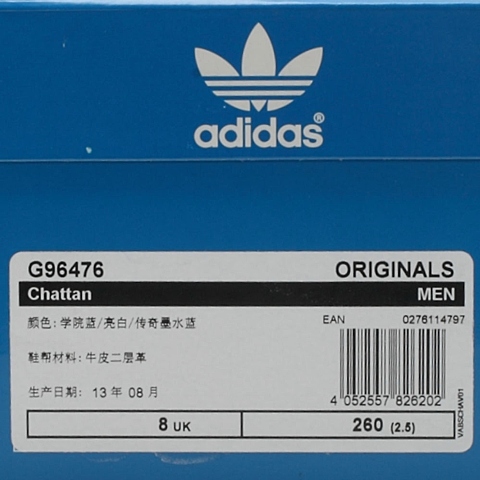 adidas®
G96476 ORIGINALS
Chattan MEN
颜色: 学院蓝/亮白/传奇墨水蓝
EAN 0276114797
鞋帮材料: 牛皮二层革
生产日期: 13 年 08 月
4 052557 826202
VABSCHAW01
8 UK 260 (2.5)